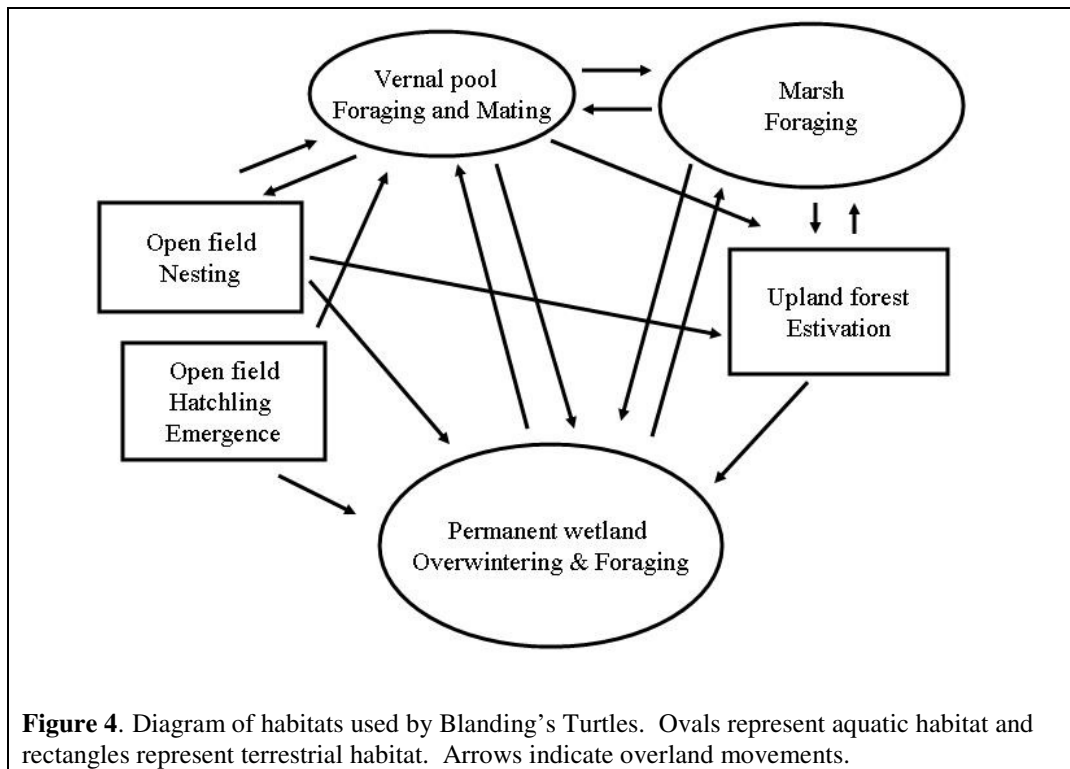 Vernal pool
Foraging and Mating
Marsh
Foraging
Open field
Nesting
Upland forest
Estivation
Open field
Hatchling
Emergence
Permanent wetland
Overwintering & Foraging
Figure 4. Diagram of habitats used by Blanding's Turtles. Ovals represent aquatic habitat and
rectangles represent terrestrial habitat. Arrows indicate overland movements.